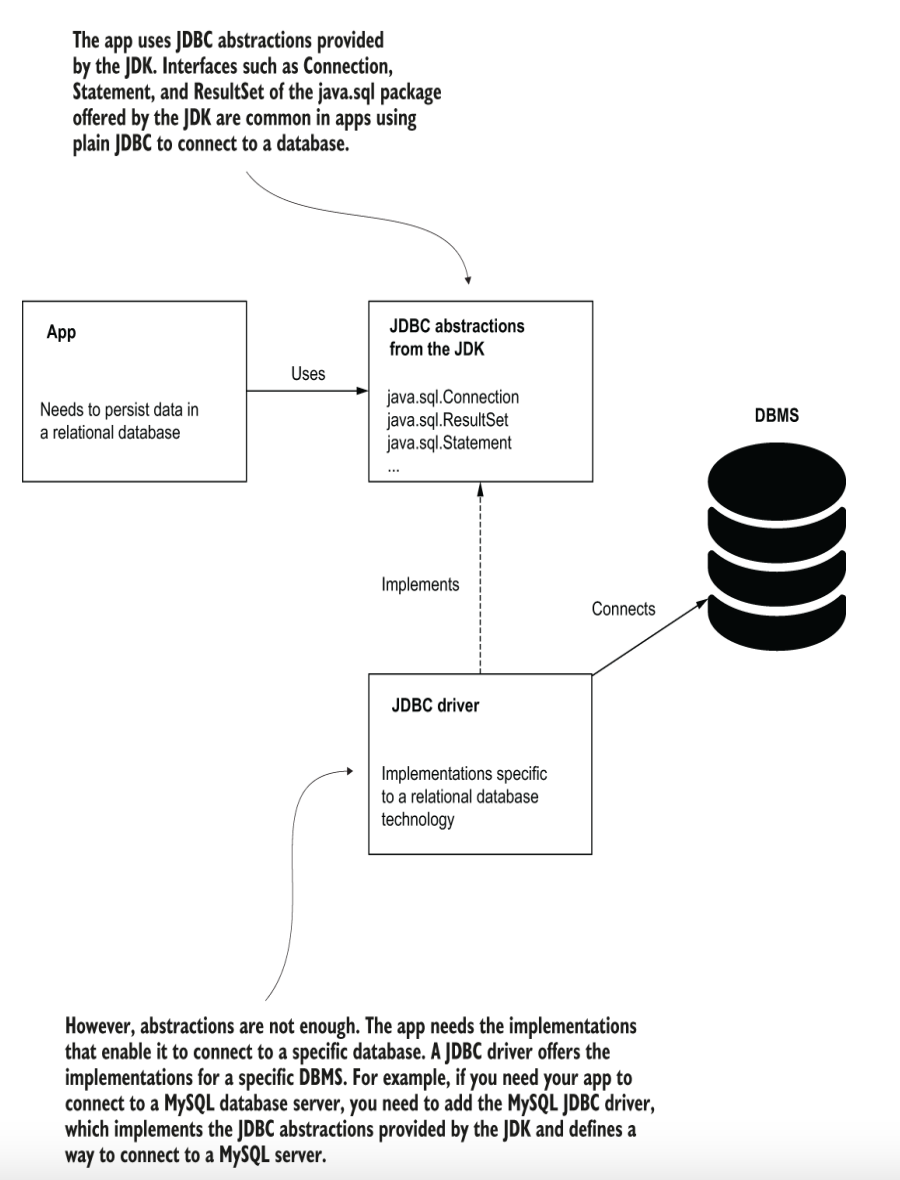 The app uses JDBC abstractions provided
by the JDK. Interfaces such as Connection,
Statement, and ResultSet of the java.sql package
offered by the JDK are common in apps using
plain JDBC to connect to a database.
App
Needs to persist data in
a relational database
Uses
JDBC abstractions
from the JDK
java.sql.Connection
java.sql.ResultSet
java.sql.Statement
...
DBMS
Implements
Connects
JDBC driver
Implementations specific
to a relational database
technology
However, abstractions are not enough. The app needs the implementations
that enable it to connect to a specific database. A JDBC driver offers the
implementations for a specific DBMS. For example, if you need your app to
connect to a MySQL database server, you need to add the MySQL JDBC driver,
which implements the JDBC abstractions provided by the JDK and defines a
way to connect to a MySQL server.